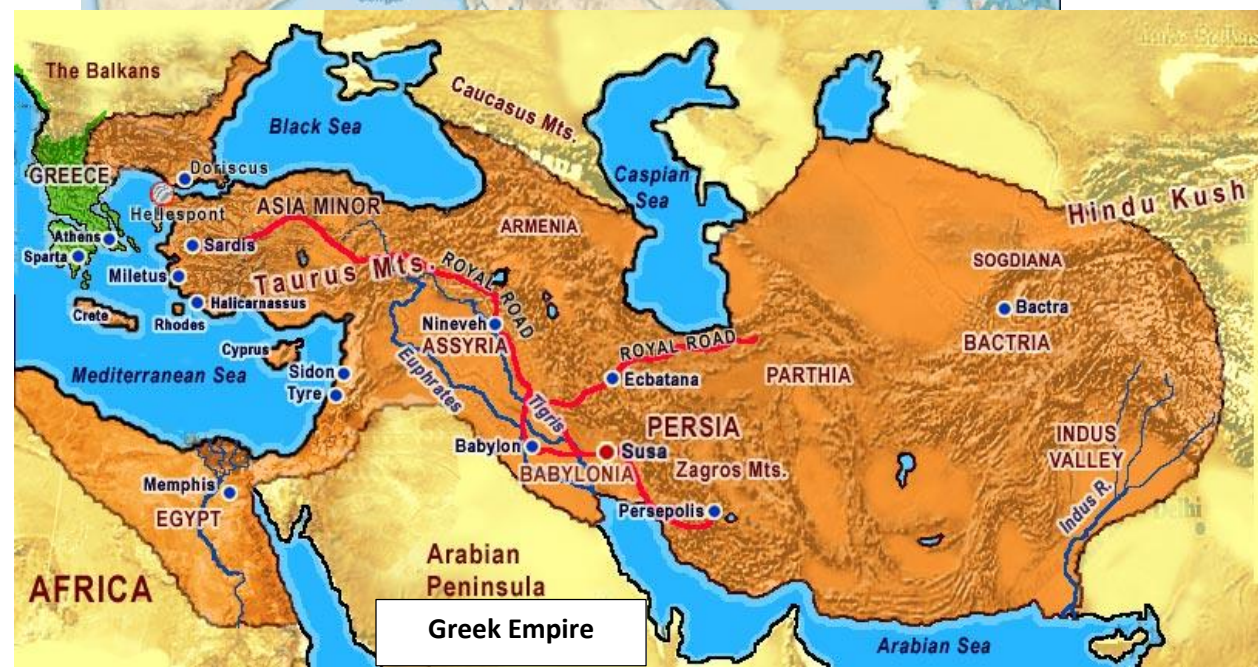 The Balkans
Caucasus Mts.
Black Sea
Caspian
Sea
Hindu Kush
GREECE
Doriscus
Hellespont
ASIA MINOR
ARMENIA
Athens
Sparta
Sardis
ROYAL ROAD
SOGDIANA
Miletus
Taurus Mts.
Bactra
Halicarnassus
Crete
Rhodes
Nineveh
ASSYRIA
ROYAL ROAD
BACTRIA
Cyprus
Mediterranean Sea
Sidon
Tyre
Euphrates
Ecbatana
PARTHIA
Tigris
PERSIA
INDUS
VALLEY
Babylon
Susa
BABYLONIA
Zagros Mts.
Memphis
EGYPT
Persepolis
Indus R.
Delhi
AFRICA
Arabian
Peninsula
Greek Empire
Arabian Sea